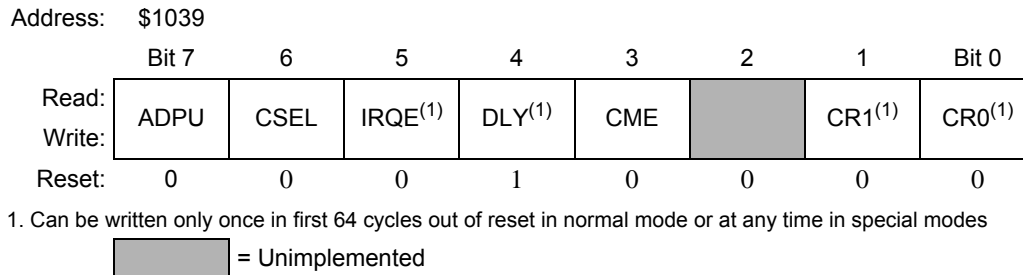 Address: $1039
Bit 7 6 5 4 3 2 1 Bit 0
Read:
ADPU CSEL IRQE(1) DLY(1) CME CR1(1) CR0(1)
Write:
Reset: 0 0 0 1 0 0 0 0
1. Can be written only once in first 64 cycles out of reset in normal mode or at any time in special modes
= Unimplemented